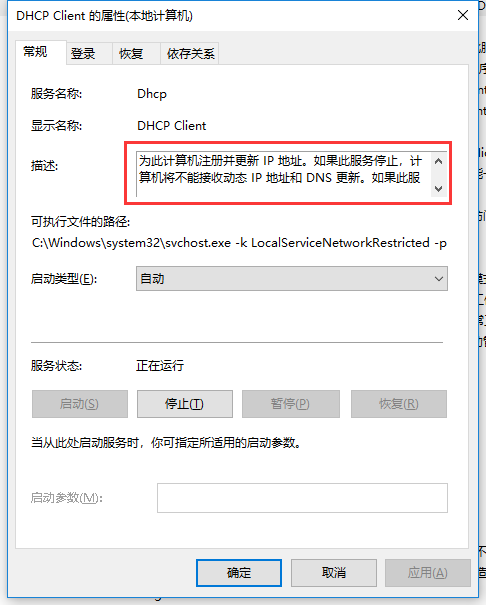 DHCP Client 的属性(本地计算机)
常规 登录 恢复 依存关系
服务名称: Dhcp
显示名称: DHCP Client
描述: 为此计算机注册并更新 IP 地址。如果此服务停止，计
算机将不能接收动态 IP 地址和 DNS 更新。如果此服
可执行文件的路径:
C:\Windows\system32\svchost.exe -k LocalServiceNetworkRestricted -p
启动类型(E): 自动
服务状态: 正在运行
启动(S) 停止(T) 暂停(P) 恢复(R)
当从此处启动服务时，你可指定所适用的启动参数。
启动参数(M):
确定 取消 应用(A)